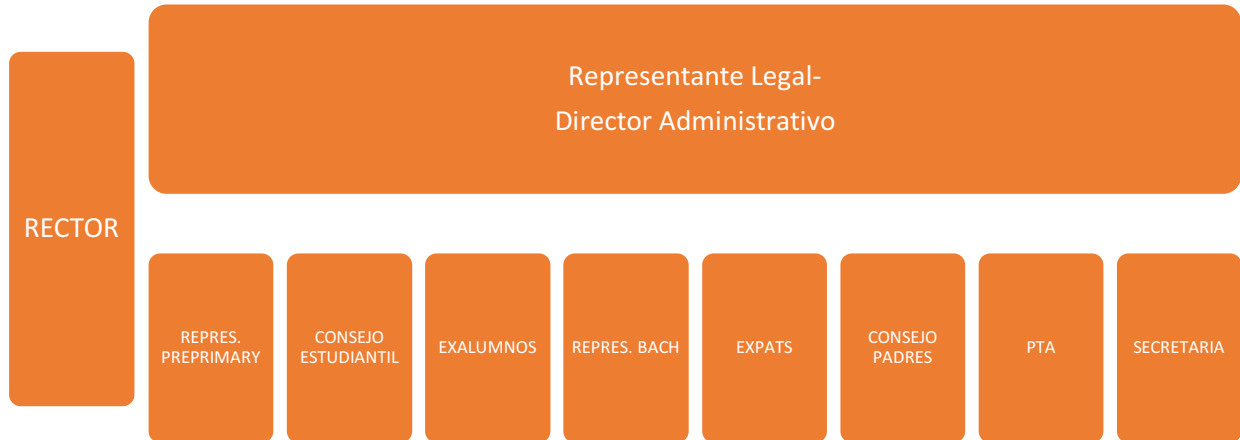 Representante Legal-
Director Administrativo
RECTOR
REPRES.
PREPRIMARY
CONSEJO
ESTUDIANTIL
EXALUMNOS
REPRES. BACH
EXPATS
CONSEJO
PADRES
PTA
SECRETARIA